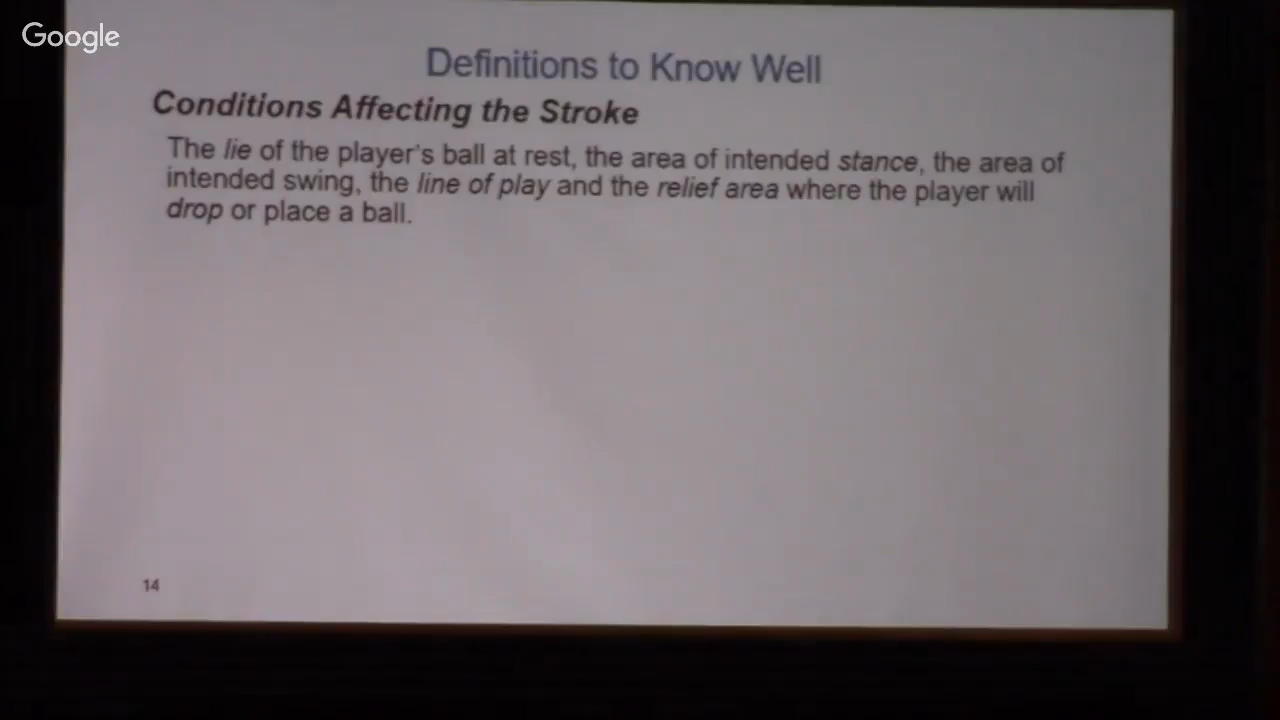 Google
Definitions to Know Well
Conditions Affecting the Stroke
The lie of the player's ball at rest, the area of intended stance, the area of
intended swing, the line of play and the relief area where the player will
drop or place a ball.
14